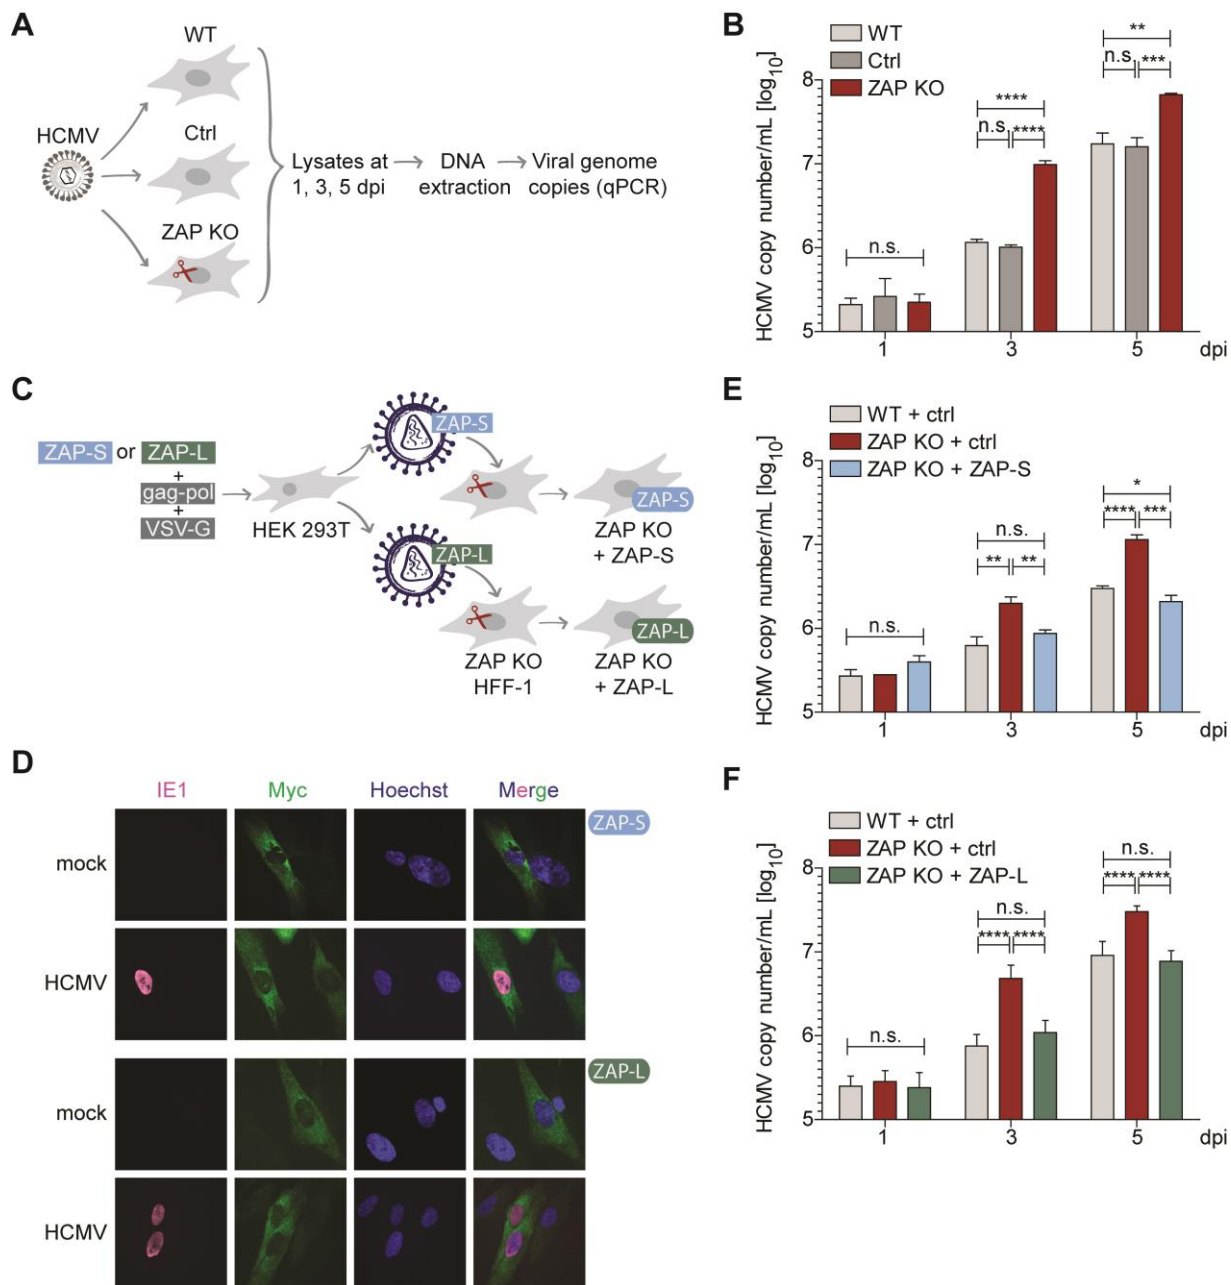 A
WT
HCMV
Ctrl
ZAP KO
Lysates at
1, 3, 5 dpi
DNA
extraction
Viral genome
copies (qPCR)
B
WT
Ctrl
ZAP KO
HCMV copy number/mL [log10]
8
7
6
5
n.s.
****
n.s.
****
**
n.s.
***
1
3
5
dpi
C
ZAP-S or ZAP-L
+
gag-pol
+
VSV-G
HEK 293T
ZAP-S
ZAP-S
ZAP KO
+ ZAP-S
ZAP-L
ZAP-L
ZAP KO
HFF-1
ZAP KO
+ ZAP-L
E
WT + ctrl
ZAP KO + ctrl
ZAP KO + ZAP-S
HCMV copy number/mL [log10]
8
7
6
5
n.s.
n.s.
**
**
*
****
***
1
3
5
dpi
D
IE1
Myc
Hoechst
Merge
ZAP-S
mock
HCMV
ZAP-L
mock
HCMV
F
WT + ctrl
ZAP KO + ctrl
ZAP KO + ZAP-L
HCMV copy number/mL [log10]
8
7
6
5
n.s.
n.s.
****
****
n.s.
****
****
1
3
5
dpi